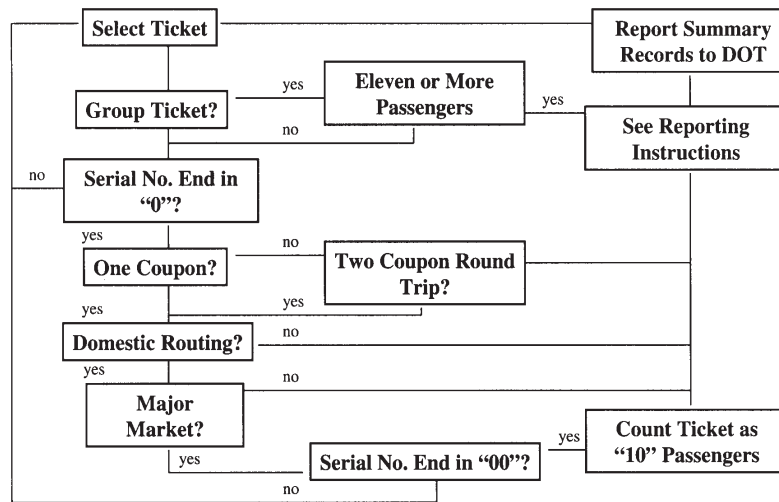 Select Ticket
Report Summary
Records to DOT
yes
Eleven or More
Passengers
Group Ticket?
yes
See Reporting
Instructions
no
no
Serial No. End in
“0”?
yes
no
One Coupon?
Two Coupon Round
Trip?
yes
yes
Domestic Routing?
no
yes
no
Major
Market?
Count Ticket as
“10” Passengers
yes
yes
Serial No. End in “00”?
no